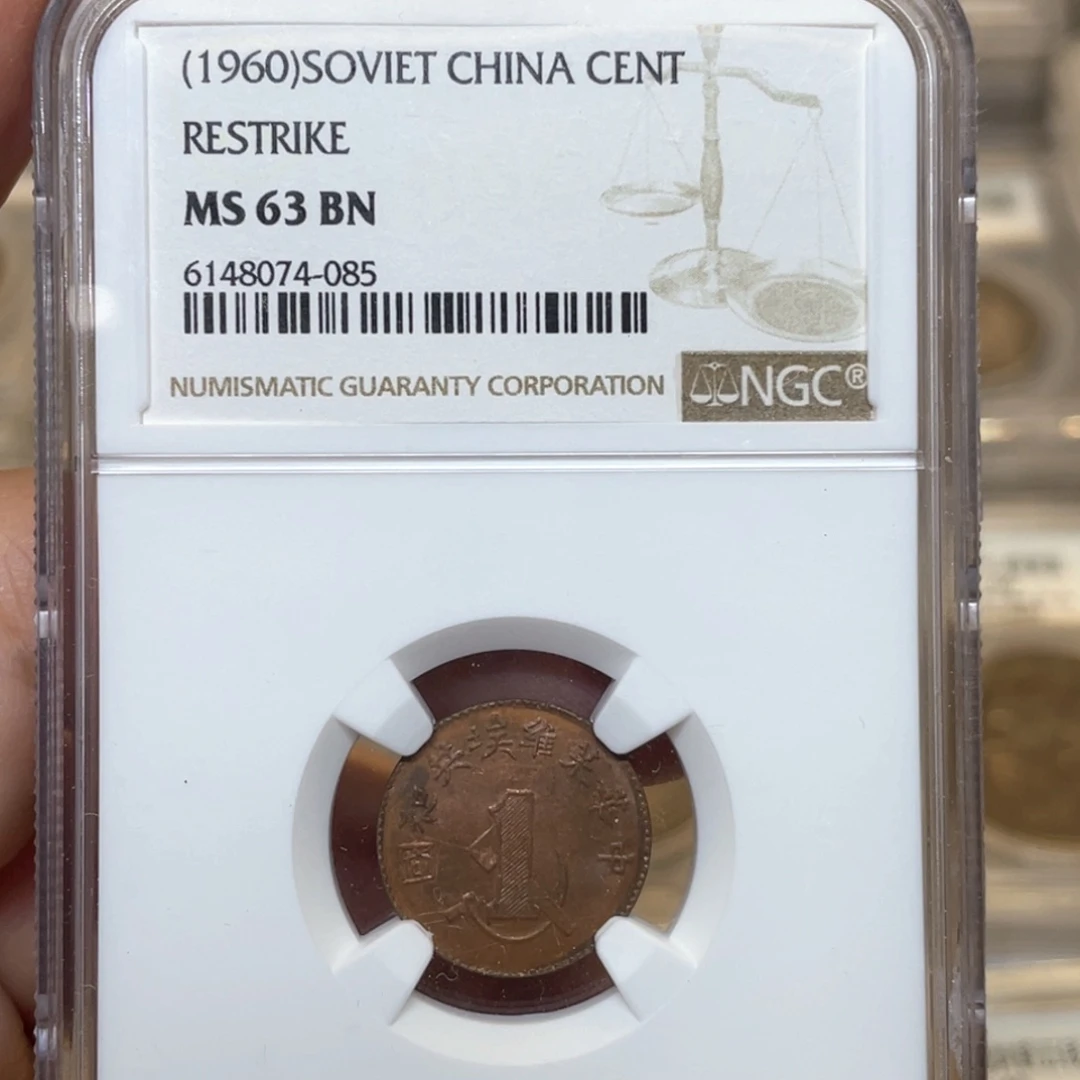 (1960)SOVIET CHINA CENT
RESTRIKE
MS 63 BN
6148074-085
NUMISMATIC GUARANTY CORPORATION
NGC®
中華蘇維埃共和國
1